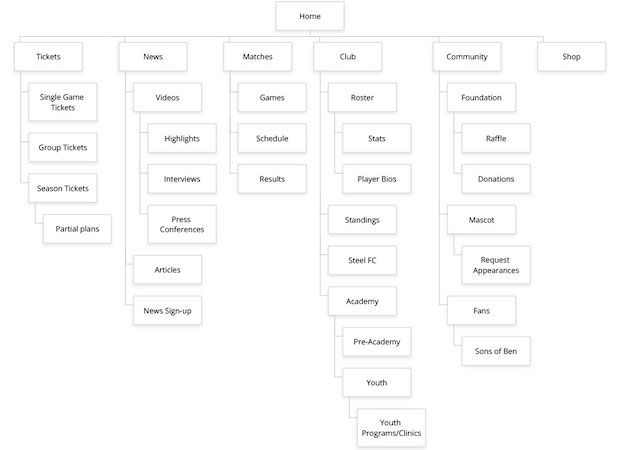 Home
Tickets
News
Matches
Club
Community
Shop
Single Game
Tickets
Group Tickets
Season Tickets
Partial plans
Videos
Highlights
Interviews
Press
Conferences
Articles
News Sign-up
Games
Schedule
Results
Roster
Stats
Player Bios
Standings
Steel FC
Academy
Pre-Academy
Youth
Youth
Programs/Clinics
Foundation
Raffle
Donations
Mascot
Request
Appearances
Fans
Sons of Ben